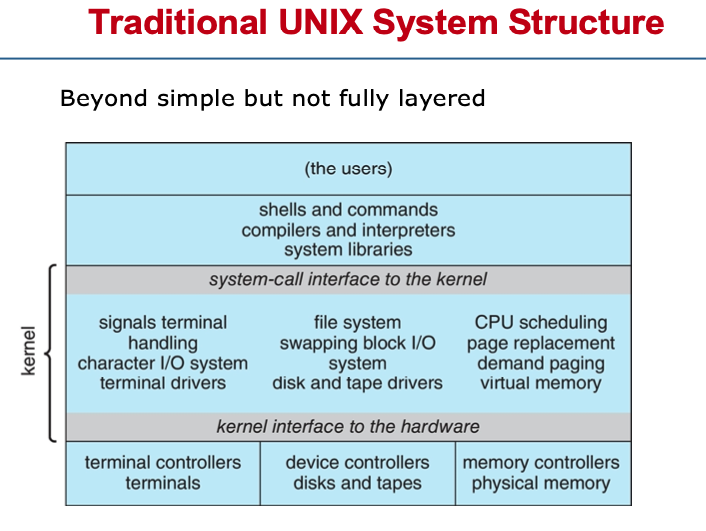 Traditional UNIX System Structure
Beyond simple but not fully layered
(the users)
shells and commands
compilers and interpreters
system libraries
system-call interface to the kernel
kernel
signals terminal
handling
character I/O system
terminal drivers
file system
swapping block I/O
system
disk and tape drivers
CPU scheduling
page replacement
demand paging
virtual memory
kernel interface to the hardware
terminal controllers
terminals
device controllers
disks and tapes
memory controllers
physical memory